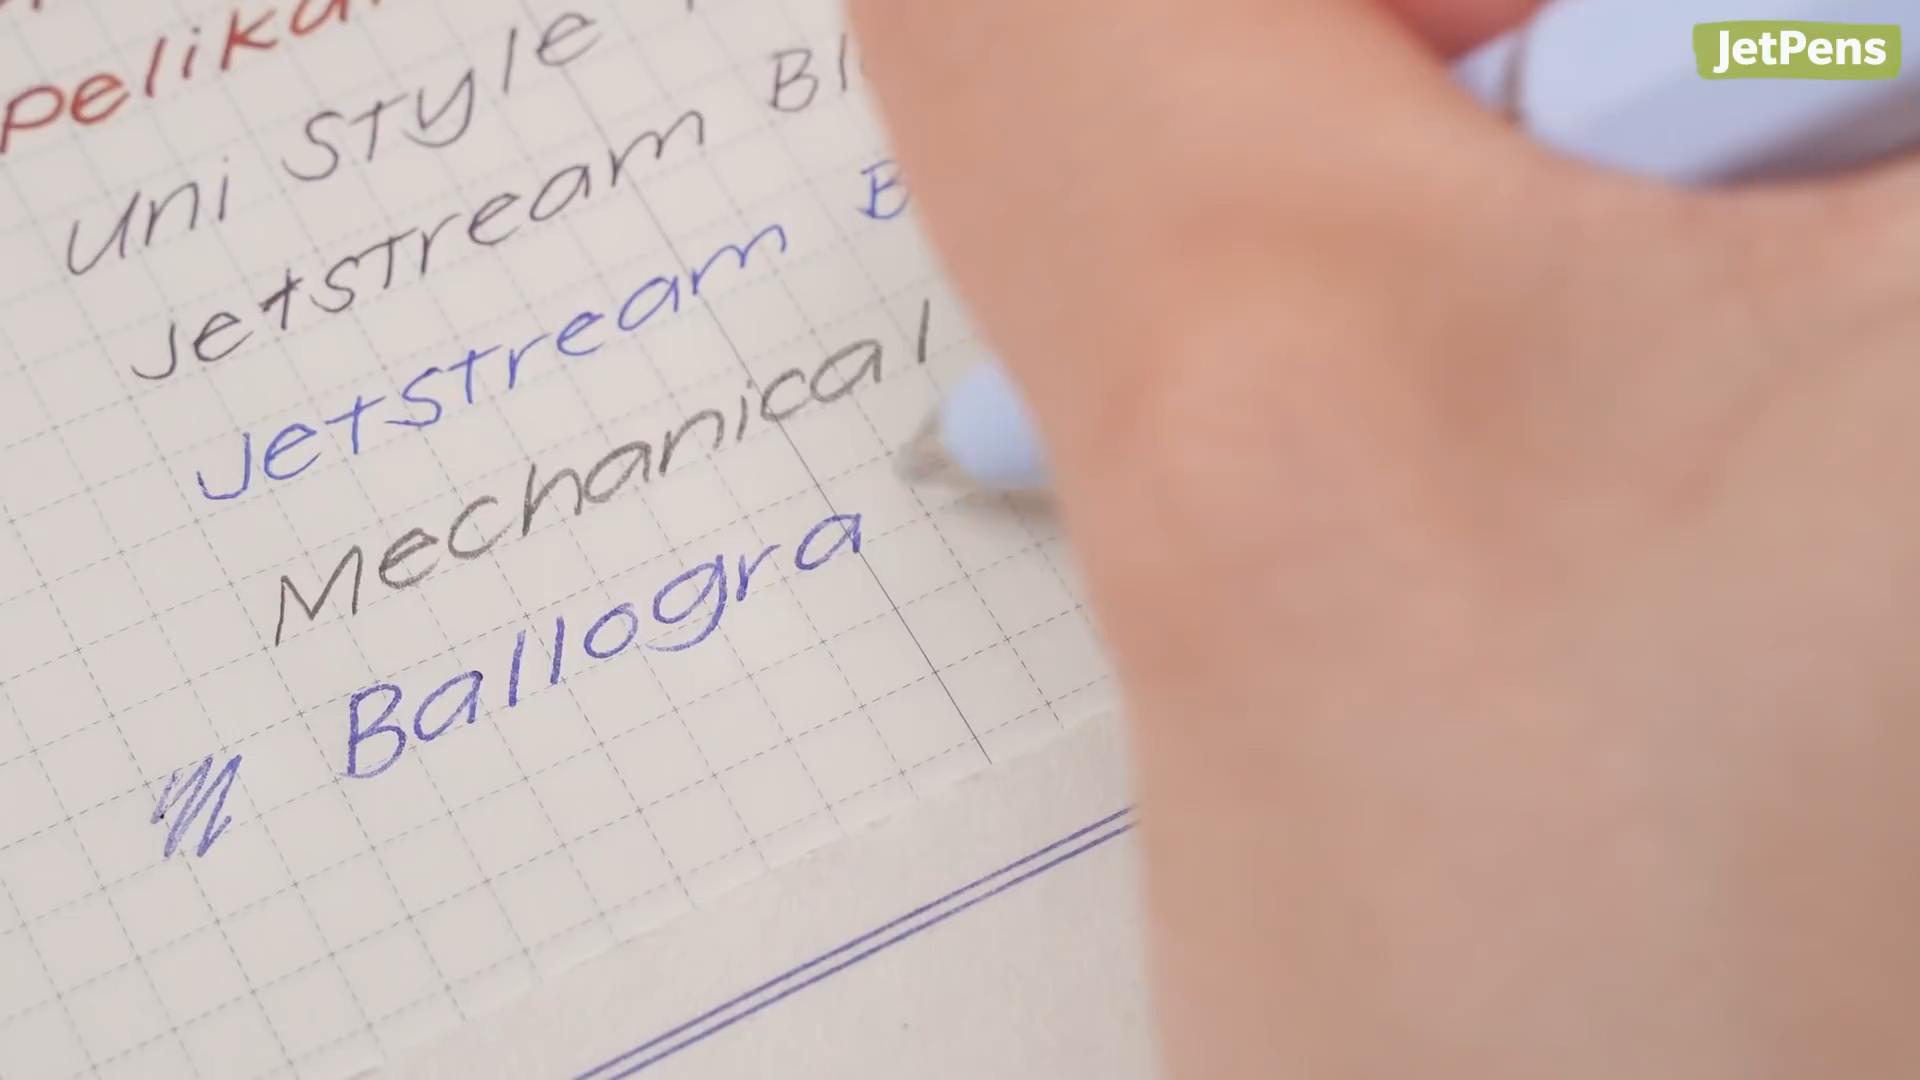 JetPens
Pelika
Uni Style
Jetstream Bl
Jetstream B
Mechanical
Ballogra